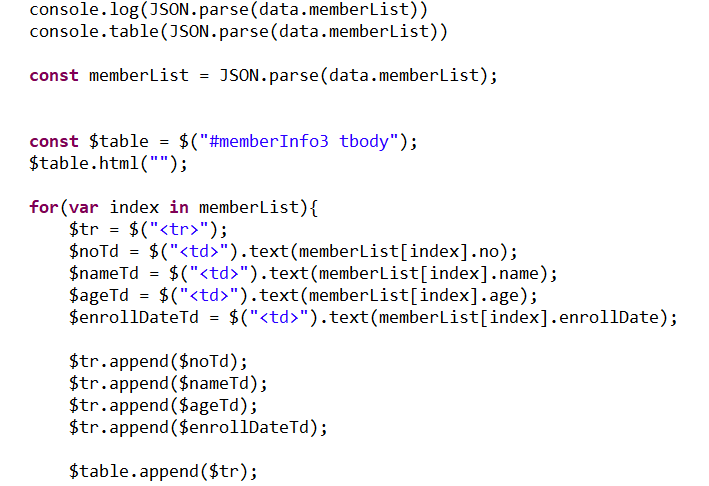 console.log(JSON.parse(data.memberList))
console.table(JSON.parse(data.memberList))
const memberList = JSON.parse(data.memberList);
const $table = $("#memberInfo3 tbody");
$table.html("");
for(var index in memberList){
$tr = $("<tr>");
$noTd = $("<td>").text(memberList[index].no);
$nameTd = $("<td>").text(memberList[index].name);
$ageTd = $("<td>").text(memberList[index].age);
$enrollDateTd = $("<td>").text(memberList[index].enrollDate);
$tr.append($noTd);
$tr.append($nameTd);
$tr.append($ageTd);
$tr.append($enrollDateTd);
$table.append($tr);